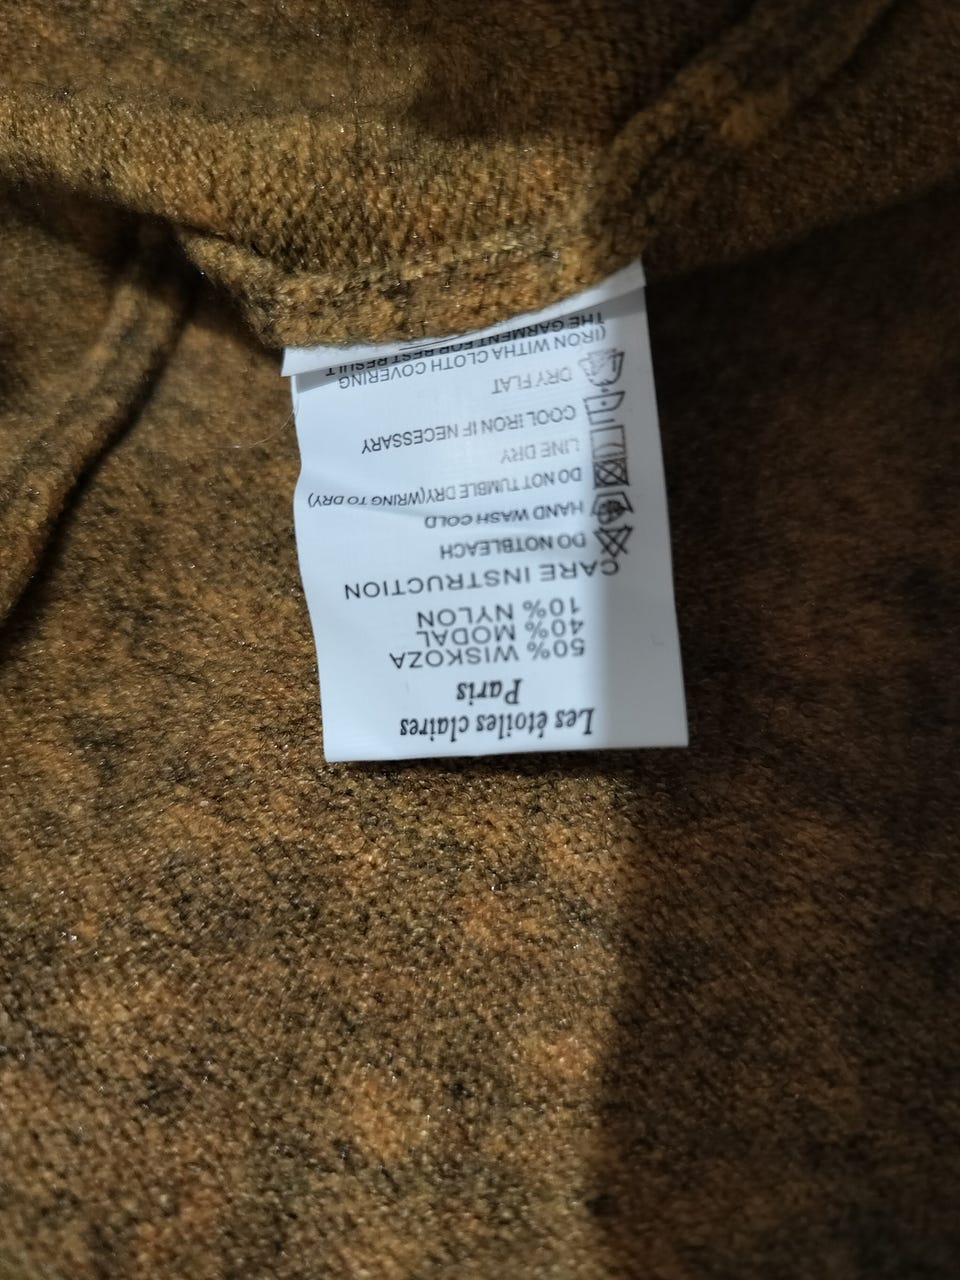 Les étoiles claires
Paris
50% WISKOZA
40% MODAL
10% NYLON
CARE INSTRUCTION
DO NOTBLEACH
HAND WASH COLD
DO NOT TUMBLE DRY(WRING TO DRY)
LINE DRY
COOL IRON IF NECESSARY
DRY FLAT
(IRON WITHA CLOTH COVERING
THE GARMENT FOR BEST RESULT